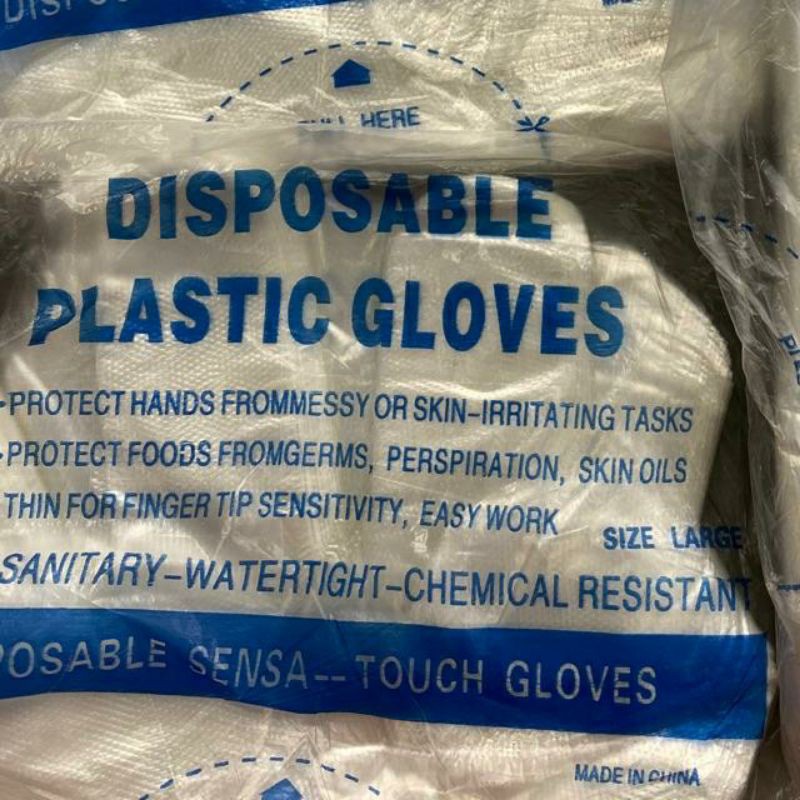 PULL HERE
DISPOSABLE
PLASTIC GLOVES
PROTECT HANDS FROMMESSY OR SKIN-IRRITATING TASKS
PROTECT FOODS FROMGERMS, PERSPIRATION, SKIN OILS
THIN FOR FINGER TIP SENSITIVITY, EASY WORK
SIZE LARGE
SANITARY-WATERTIGHT-CHEMICAL RESISTANT
POSABLE SENSA--TOUCH GLOVES
MADE IN CHINA